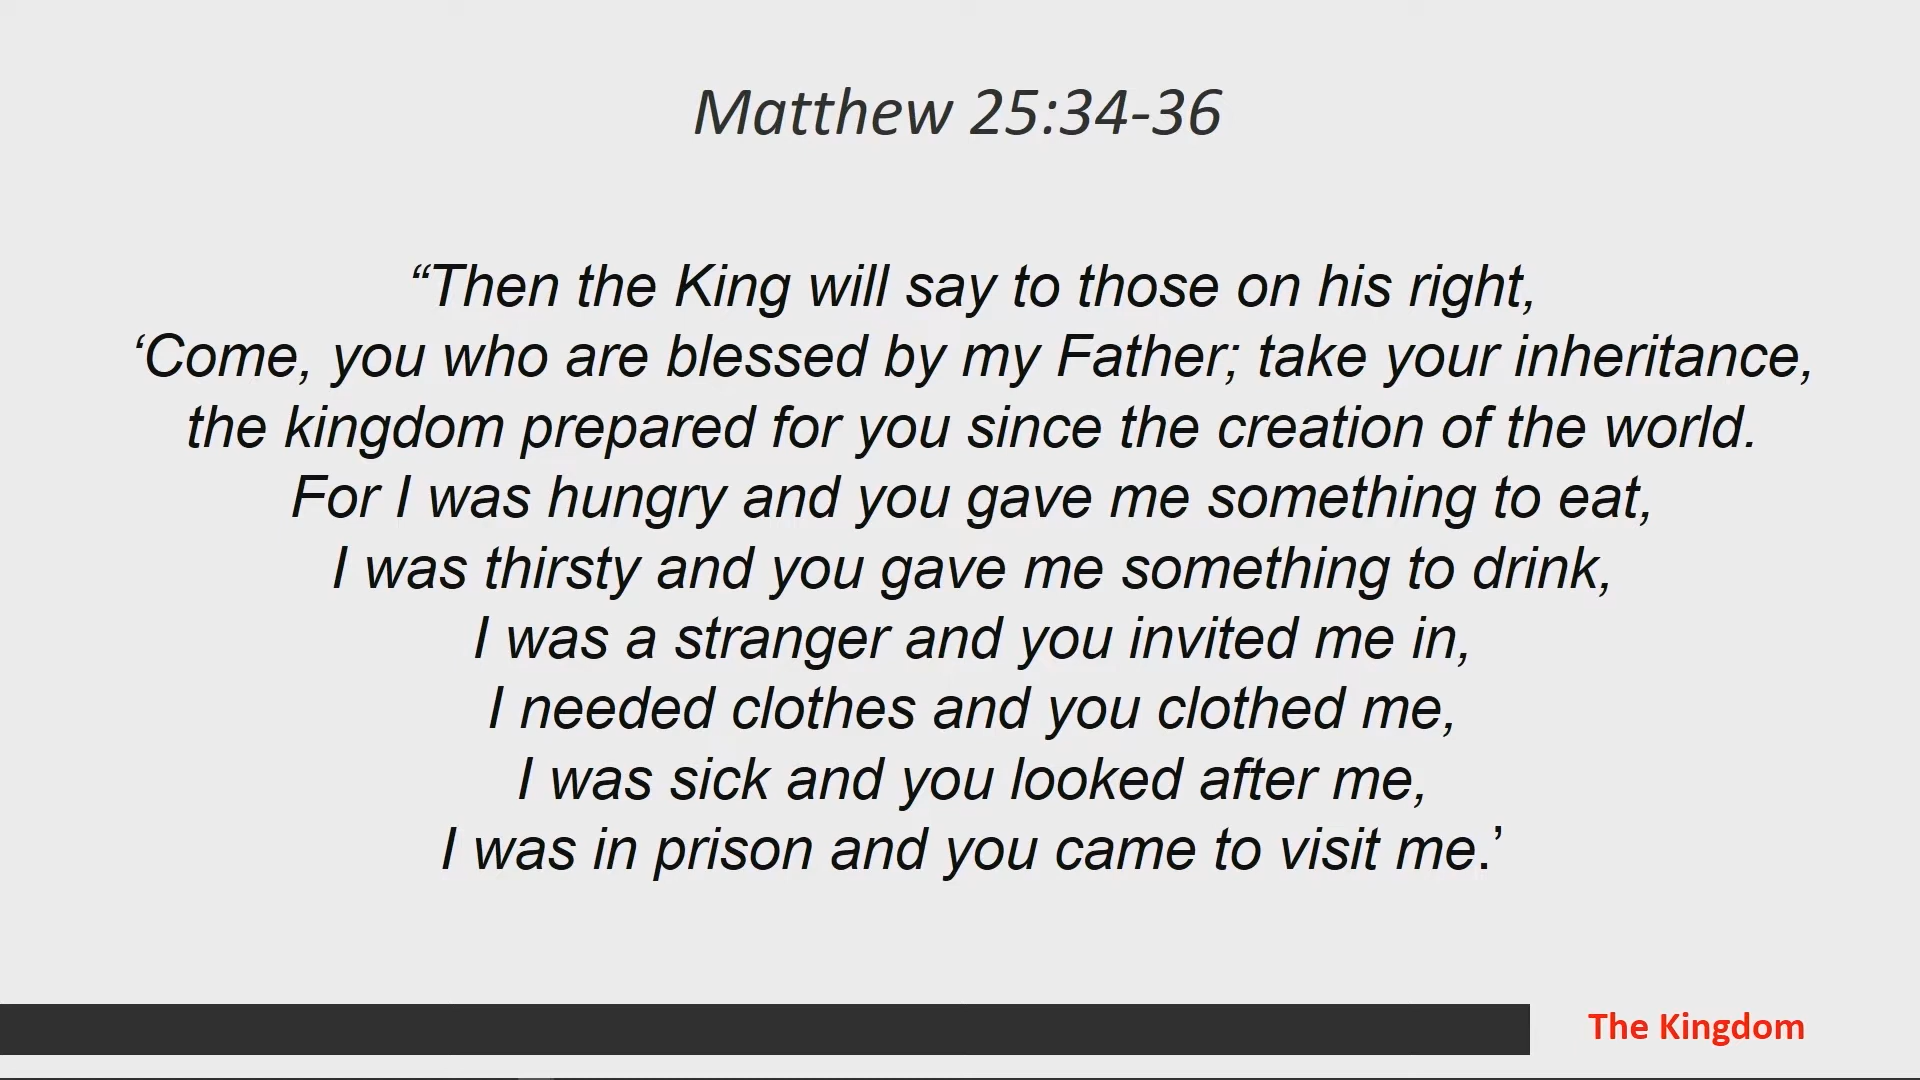 Matthew 25:34-36
“Then the King will say to those on his right,
‘Come, you who are blessed by my Father; take your inheritance,
the kingdom prepared for you since the creation of the world.
For I was hungry and you gave me something to eat,
I was thirsty and you gave me something to drink,
I was a stranger and you invited me in,
I needed clothes and you clothed me,
I was sick and you looked after me,
I was in prison and you came to visit me.’
The Kingdom